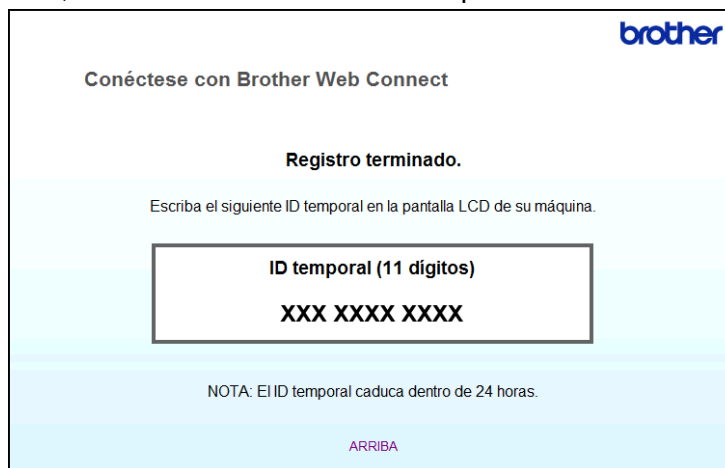 brother
Conéctese con Brother Web Connect
Registro terminado.
Escriba el siguiente ID temporal en la pantalla LCD de su máquina.
ID temporal (11 dígitos)
XXX XXXX XXXX
NOTA: El ID temporal caduca dentro de 24 horas.
ARRIBA